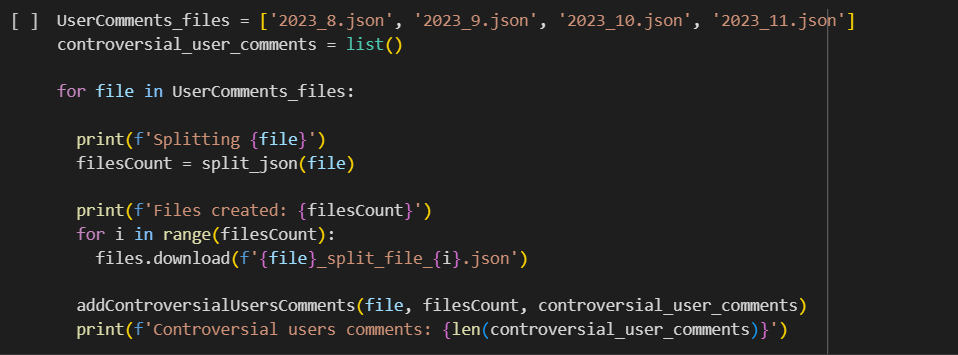 [ ] UserComments_files = ['2023_8.json', '2023_9.json', '2023_10.json', '2023_11.json']
controversial_user_comments = list()
for file in UserComments_files:
print(f'Splitting {file}')
filesCount = split_json(file)
print(f'Files created: {filesCount}')
for i in range(filesCount):
files.download(f'{file}_split_file_{i}.json')
addControversialUsersComments(file, filesCount, controversial_user_comments)
print(f'Controversial users comments: {len(controversial_user_comments)}')